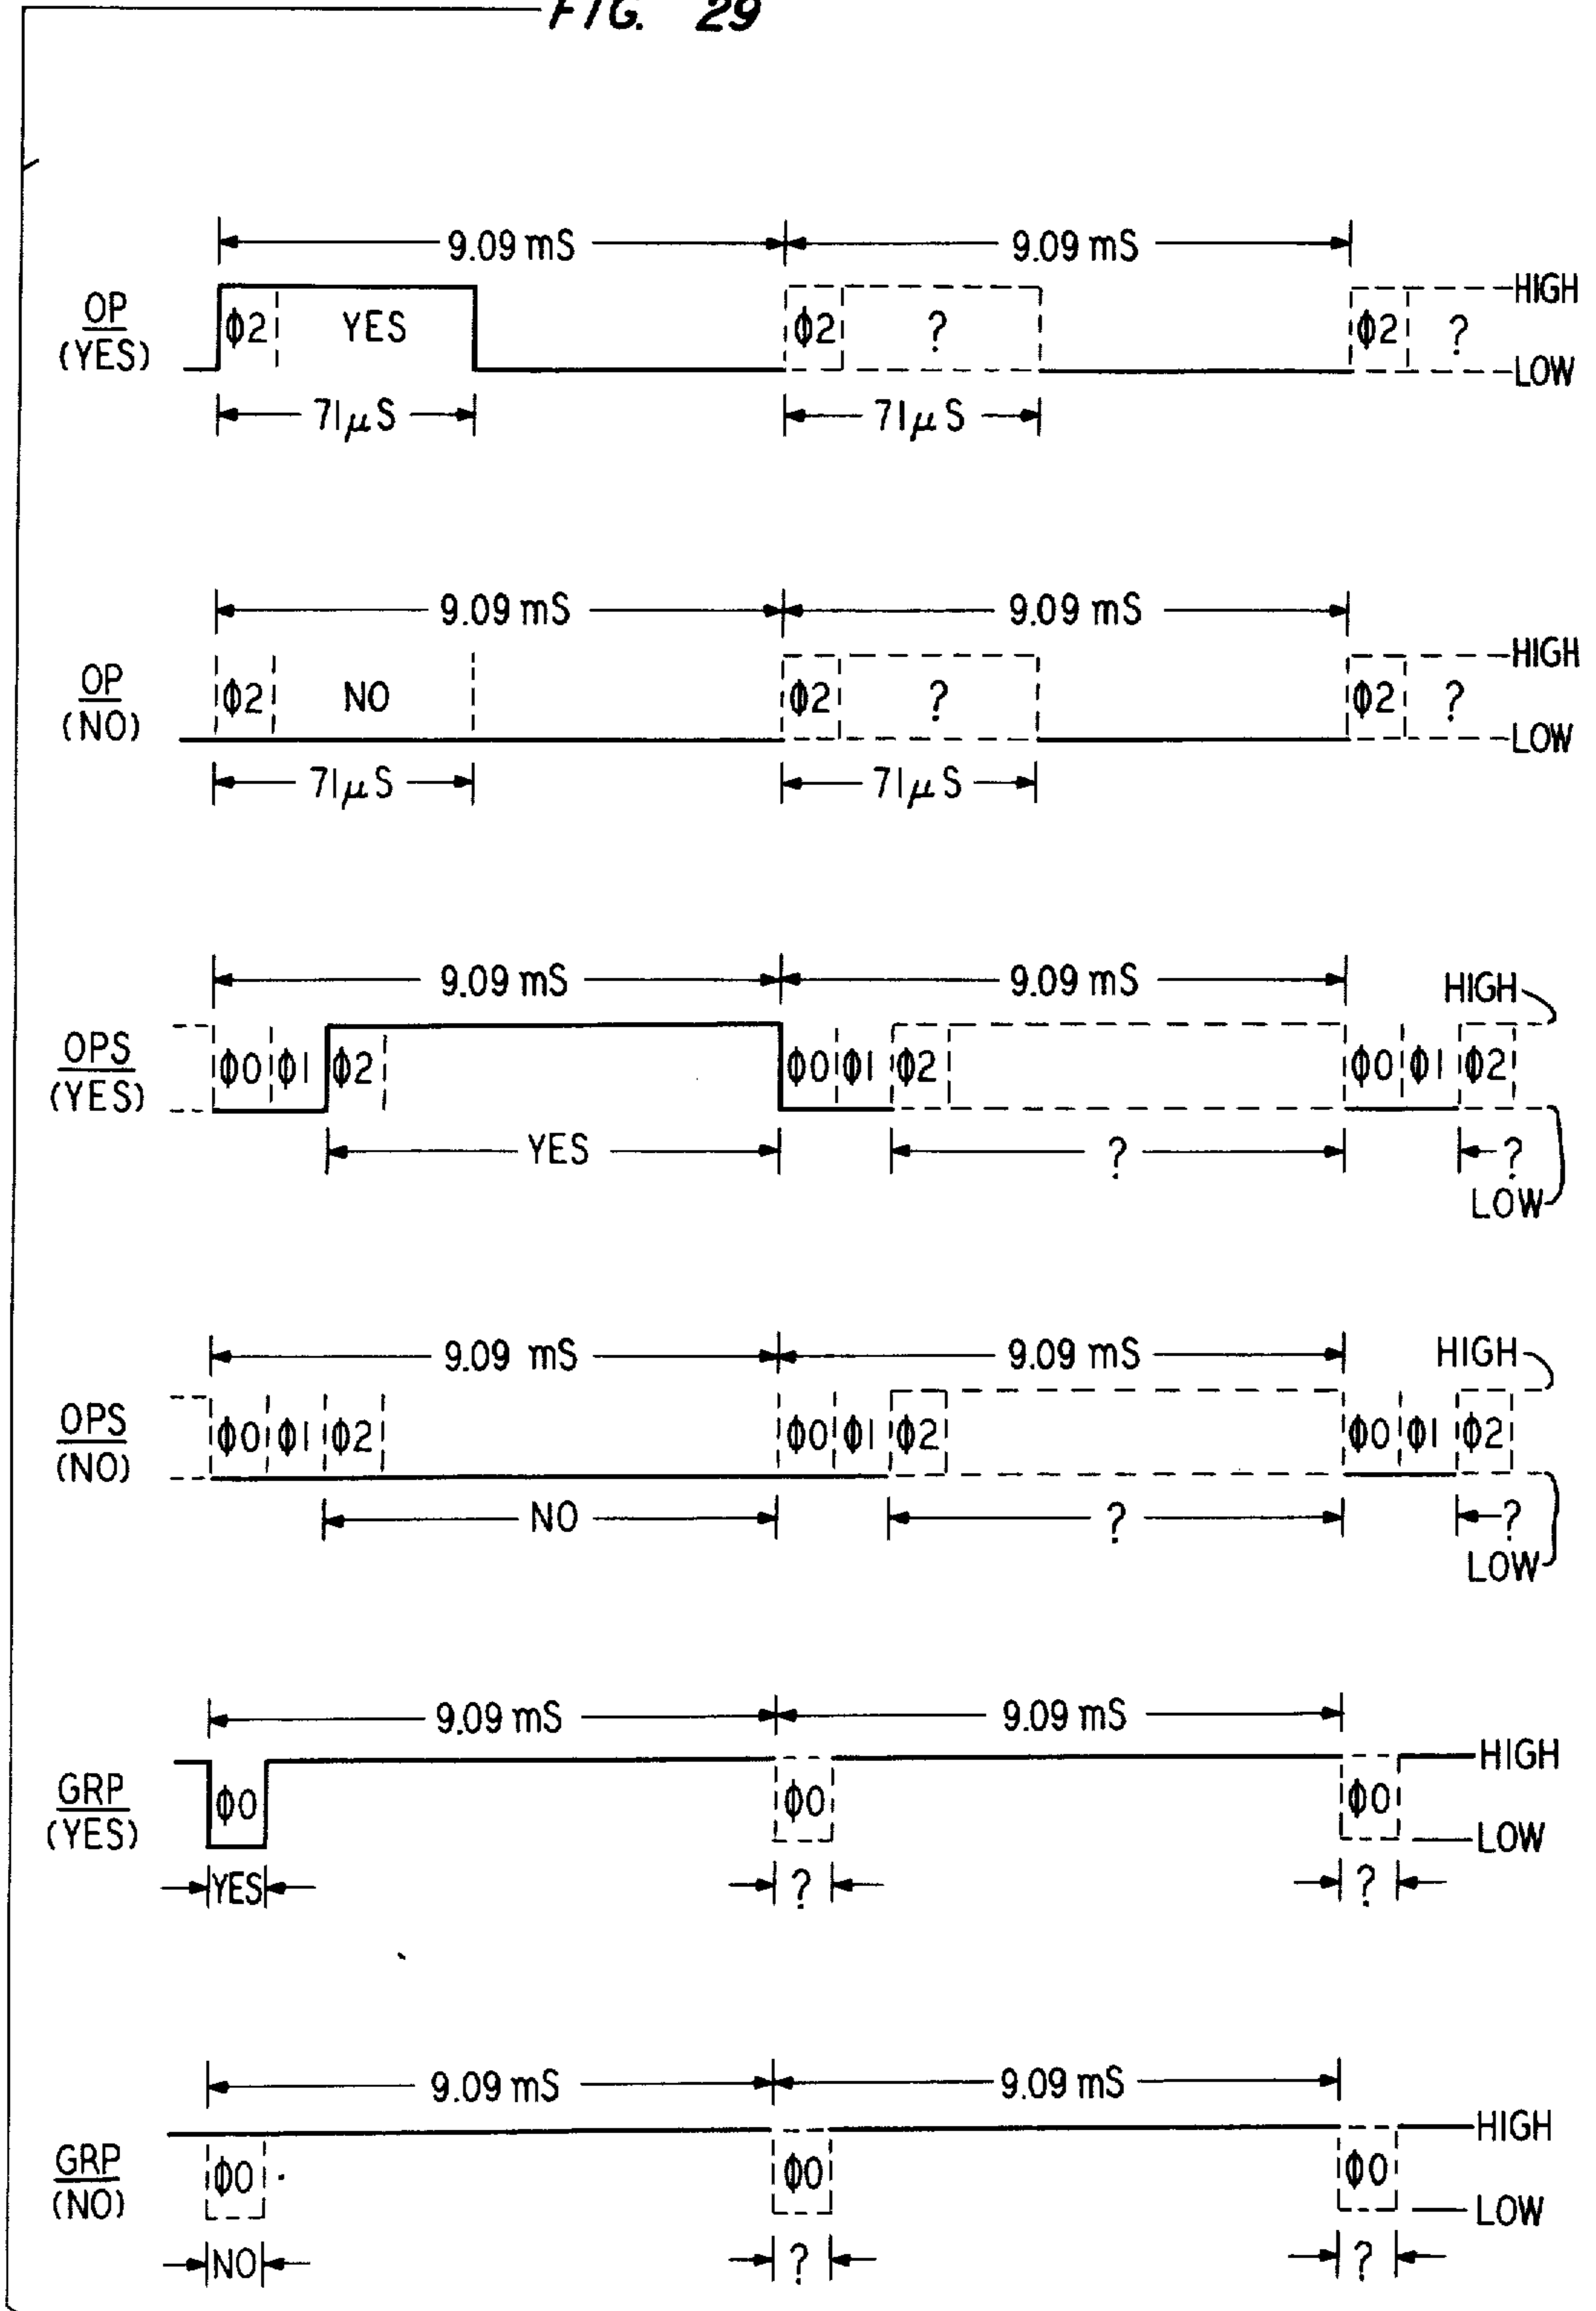 FIG. 29
9.09 mS 9.09 mS
OP (YES) Φ2 YES Φ2 ? Φ2 ? HIGH LOW
71μS 71μS
9.09 mS 9.09 mS
OP (NO) Φ2 NO Φ2 ? Φ2 ? HIGH LOW
71μS 71μS
9.09 mS 9.09 mS HIGH
OPS (YES) Φ0 Φ1 Φ2 Φ0 Φ1 Φ2 Φ0 Φ1 Φ2
YES ? ? LOW
9.09 mS 9.09 mS HIGH
OPS (NO) Φ0 Φ1 Φ2 Φ0 Φ1 Φ2 Φ0 Φ1 Φ2
NO ? ? LOW
9.09 mS 9.09 mS
GRP (YES) Φ0 Φ0 Φ0 HIGH LOW
YES ? ?
9.09 mS 9.09 mS
GRP (NO) Φ0 Φ0 Φ0 HIGH LOW
NO ? ?